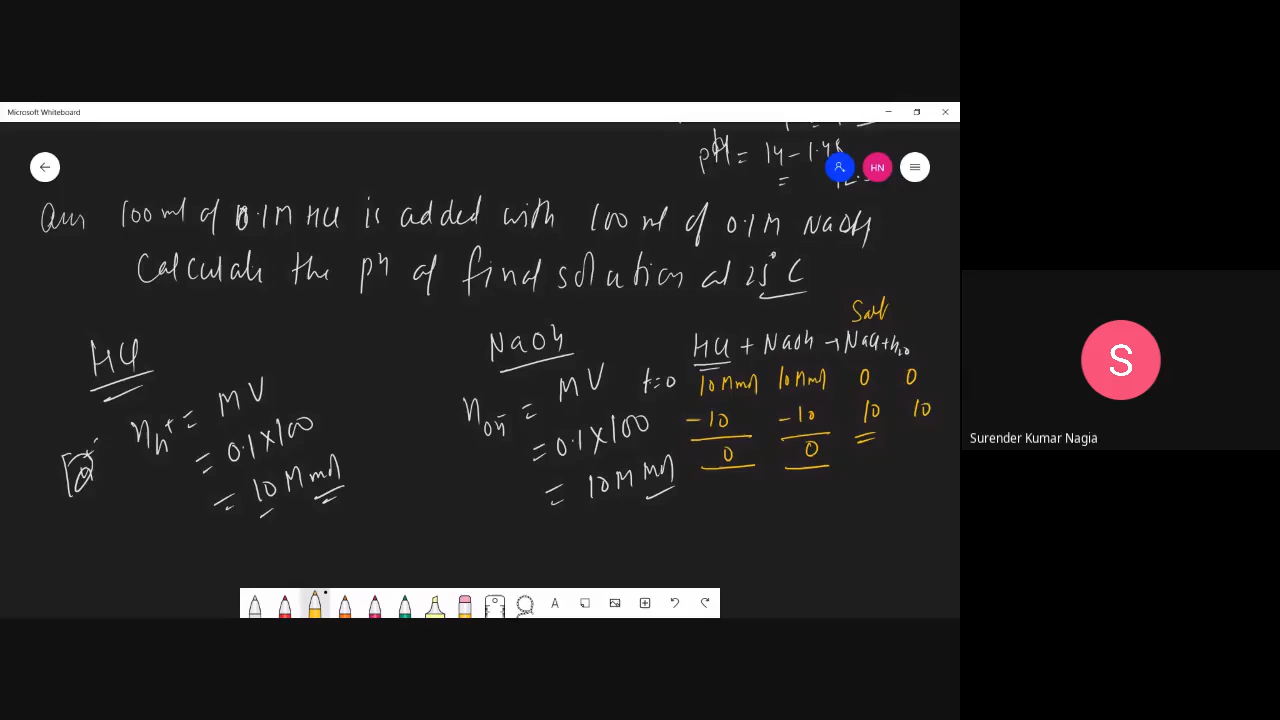 Microsoft Whiteboard
pH = 14 - 1.48
=
HN
Qus 100 ml of 0.1 M HCl is added with 100 ml of 0.1 M NaOH
Calculate the pH of final solution at 25° C
HCl
nH+ = MV
= 0.1 x 100
= 10 M mol
NaOH
nOH- = MV
= 0.1 x 100
= 10 M mol
Salt
HCl + NaOH → NaCl + H2O
t=0 10 Mmol 10 Mmol 0 0
-10 -10 10 10
0 0
S
Surender Kumar Nagia
A